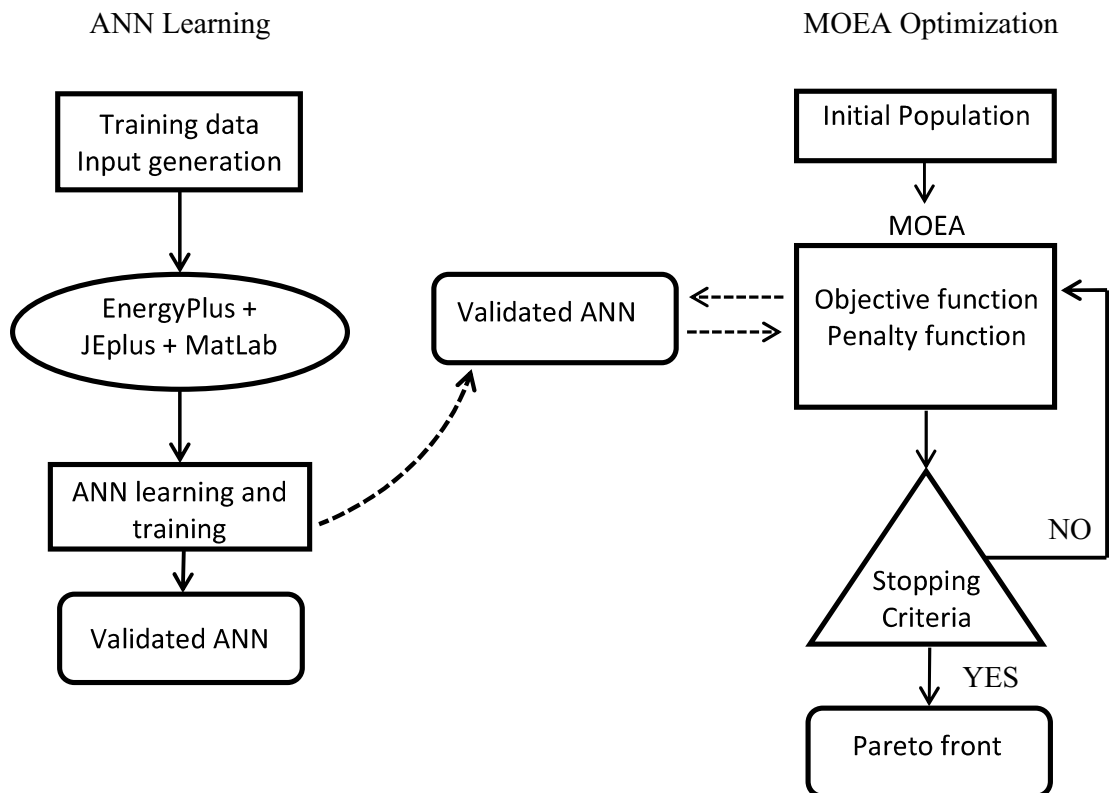 ANN Learning
Training data
Input generation
EnergyPlus +
JEplus + MatLab
ANN learning and
training
Validated ANN
Validated ANN
MOEA Optimization
Initial Population
MOEA
Objective function
Penalty function
NO
Stopping
Criteria
YES
Pareto front